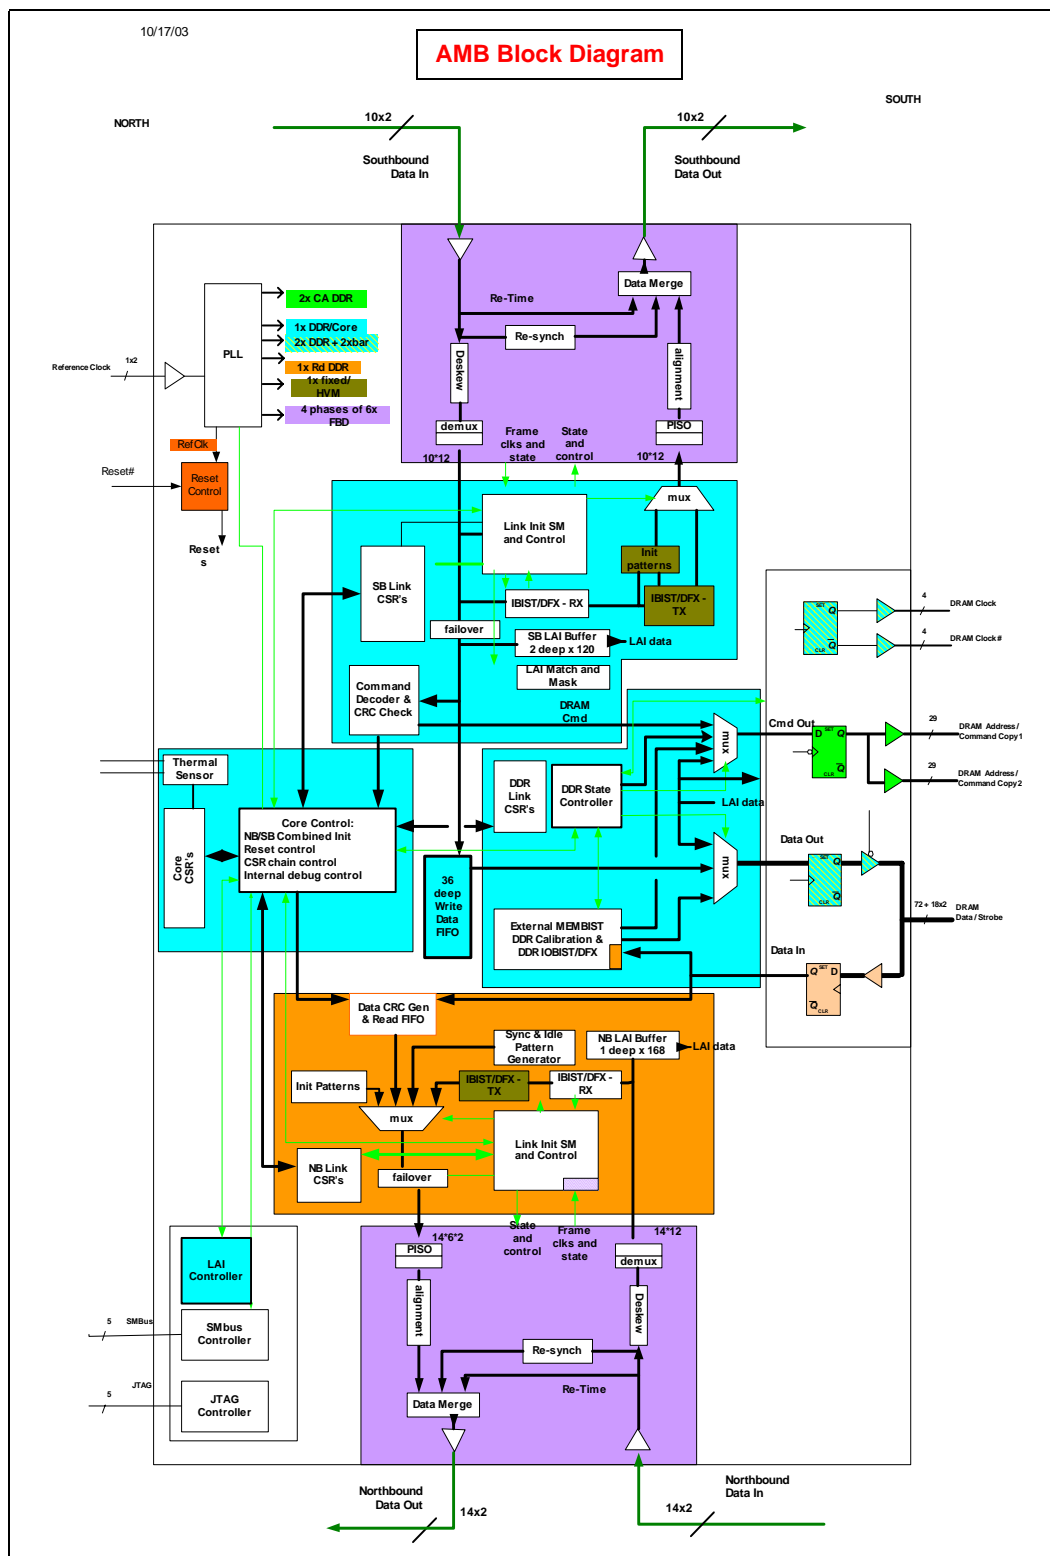 10/17/03
AMB Block Diagram
NORTH
SOUTH
10x2
10x2
Southbound
Data In
Southbound
Data Out
Data Merge
Re-Time
Re-synch
Deskew
alignment
demux
PISO
10*12
Frame
clks and
state
State
and
control
10*12
PLL
Reference Clock
1x2
2x CA DDR
1x DDR/Core
2x DDR + 2xbar
1x Rd DDR
1x fixed/
HVM
4 phases of 6x
FBD
RefClk
Reset#
Reset
Control
Reset
s
mux
Link Init SM
and Control
Init
patterns
SB Link
CSR's
IBIST/DFX - RX
IBIST/DFX -
TX
failover
SB LAI Buffer
2 deep x 120
LAI data
LAI Match and
Mask
Command
Decoder &
CRC Check
DRAM
Cmd
SET
Q
Q
CLR
4
DRAM Clock
4
DRAM Clock#
Cmd Out
mux
D
SET
Q
Q
CLR
29
DRAM Address/
Command Copy1
29
DRAM Address/
Command Copy2
Thermal
Sensor
Core
CSR's
Core Control:
NB/SB Combined Init
Reset control
CSR chain control
Internal debug control
DDR
Link
CSR's
DDR State
Controller
LAI data
Data Out
mux
SET
Q
Q
CLR
36
deep
Write
Data
FIFO
External MEMBIST
DDR Calibration &
DDR IOBIST/DFX
72 + 18x2
DRAM
Data/Strobe
Data In
Q
SET
D
Q
CLR
Data CRC Gen
& Read FIFO
Sync & Idle
Pattern
Generator
NB LAI Buffer
1 deep x 168
LAI data
Init Patterns
IBIST/DFX -
TX
IBIST/DFX -
RX
mux
Link Init SM
and Control
NB Link
CSR's
failover
14*6*2
State
and
control
Frame
clks and
state
14*12
PISO
demux
LAI
Controller
alignment
Deskew
5
SMBus
SMbus
Controller
Re-synch
Re-Time
5
JTAG
JTAG
Controller
Data Merge
Northbound
Data Out
14x2
14x2
Northbound
Data In